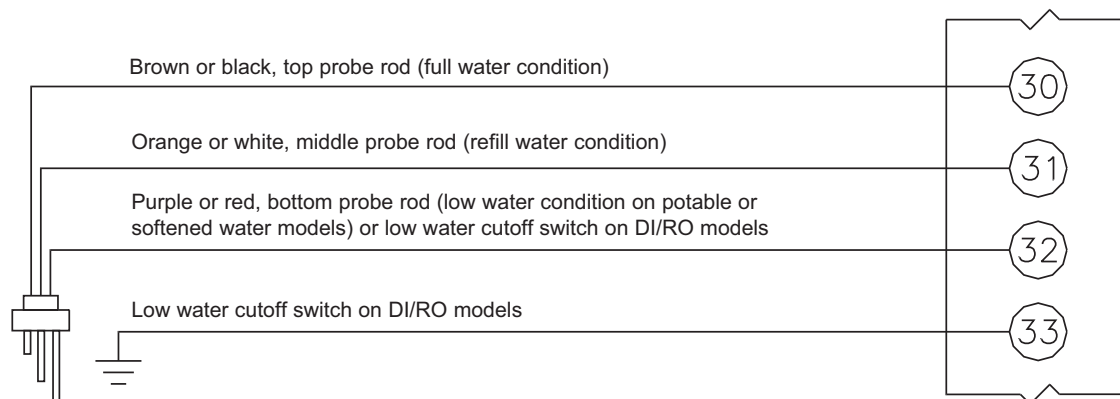 Brown or black, top probe rod (full water condition)
30
Orange or white, middle probe rod (refill water condition)
31
Purple or red, bottom probe rod (low water condition on potable or
softened water models) or low water cutoff switch on DI/RO models
32
Low water cutoff switch on DI/RO models
33